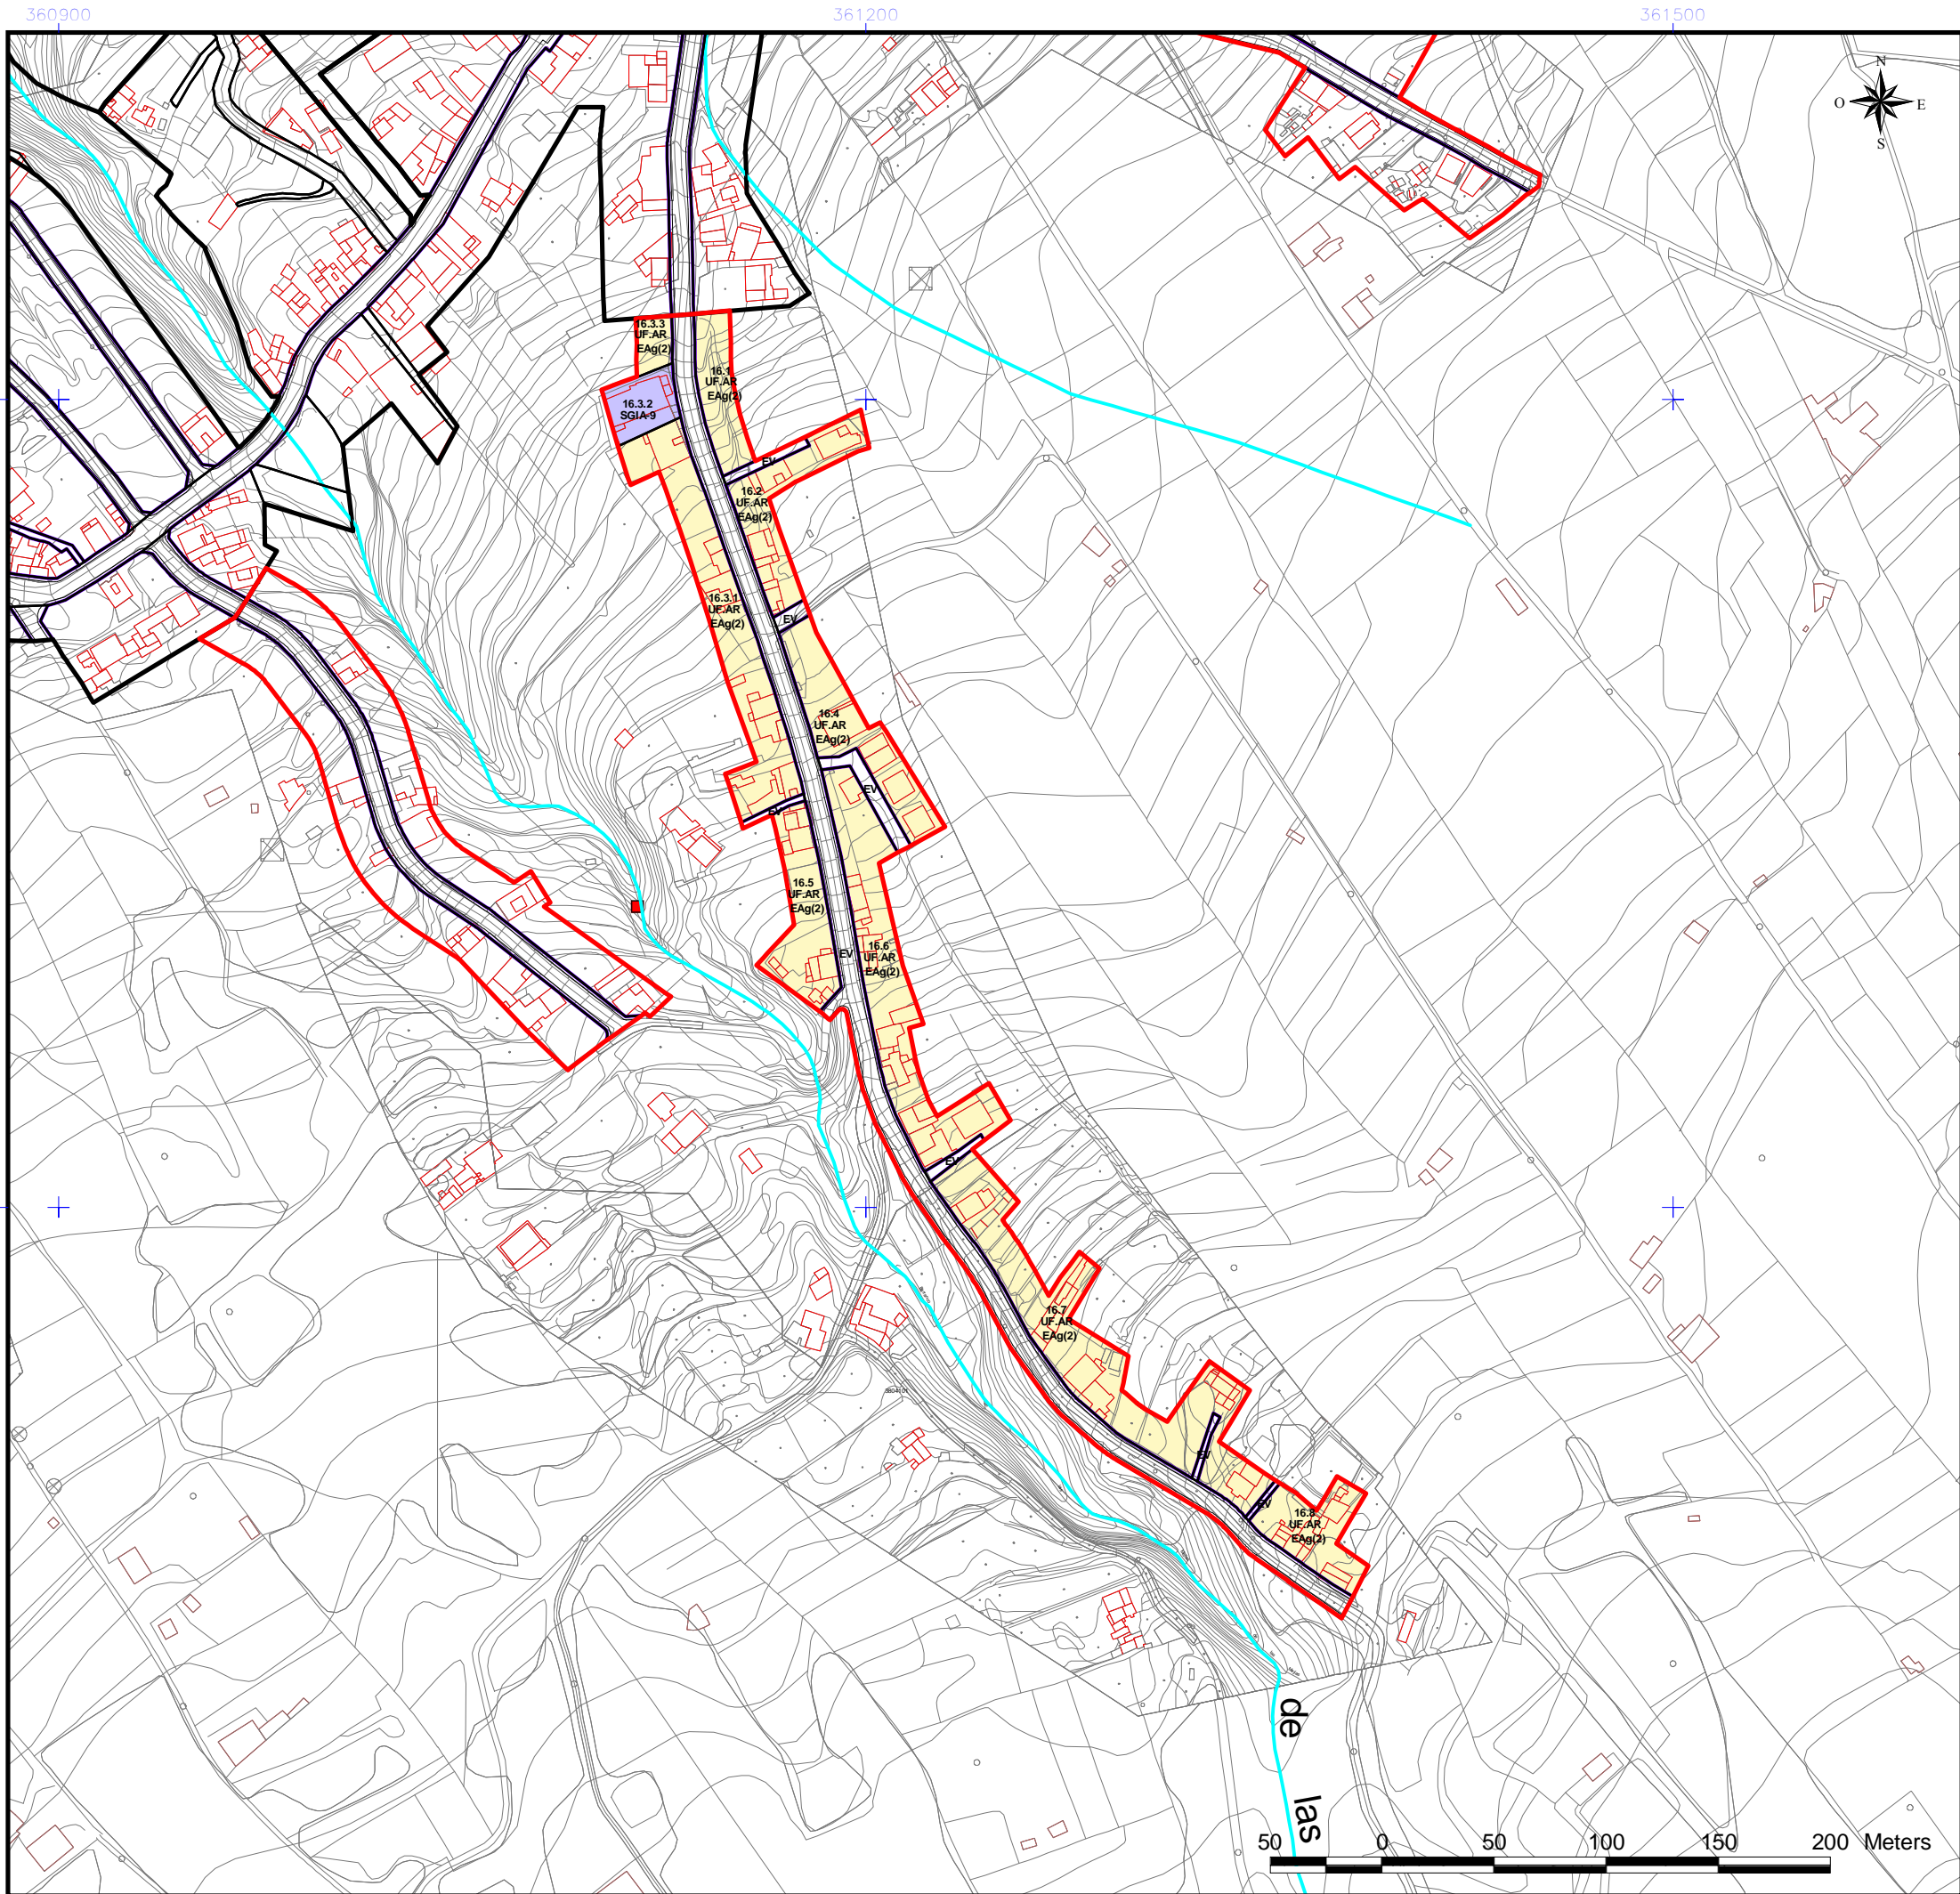 360900
361200
361500
N
O
E
S
16.3.3
UF.AR
EAg(2)
16.1
UF.AR
EAg(2)
16.3.2
SGIA-9
EV
16.2
UF.AR
EAg(2)
16.3.1
UF.AR
EAg(2)
EV
16.4
UF.AR
EAg(2)
EV
EV
16.5
UF.AR
EAg(2)
EV
16.6
UF.AR
EAg(2)
EV
16.7
UF.AR
EAg(2)
EV
EV
16.8
UF.AR
EAg(2)
de
las
50 0 50 100 150 200 Meters